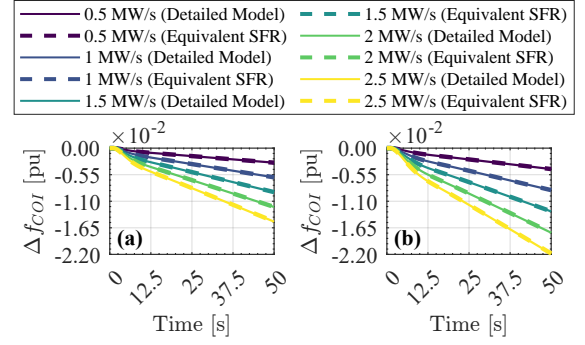 0.5 MW/s (Detailed Model)
0.5 MW/s (Equivalent SFR)
1 MW/s (Detailed Model)
1 MW/s (Equivalent SFR)
1.5 MW/s (Detailed Model)
1.5 MW/s (Equivalent SFR)
2 MW/s (Detailed Model)
2 MW/s (Equivalent SFR)
2.5 MW/s (Detailed Model)
2.5 MW/s (Equivalent SFR)
×10⁻²
0.00
-0.55
-1.10
-1.65
-2.20
Δf_COI [pu]
(a)
0
12.5
25
37.5
50
Time [s]
×10⁻²
0.00
-0.55
-1.10
-1.65
-2.20
Δf_COI [pu]
(b)
0
12.5
25
37.5
50
Time [s]